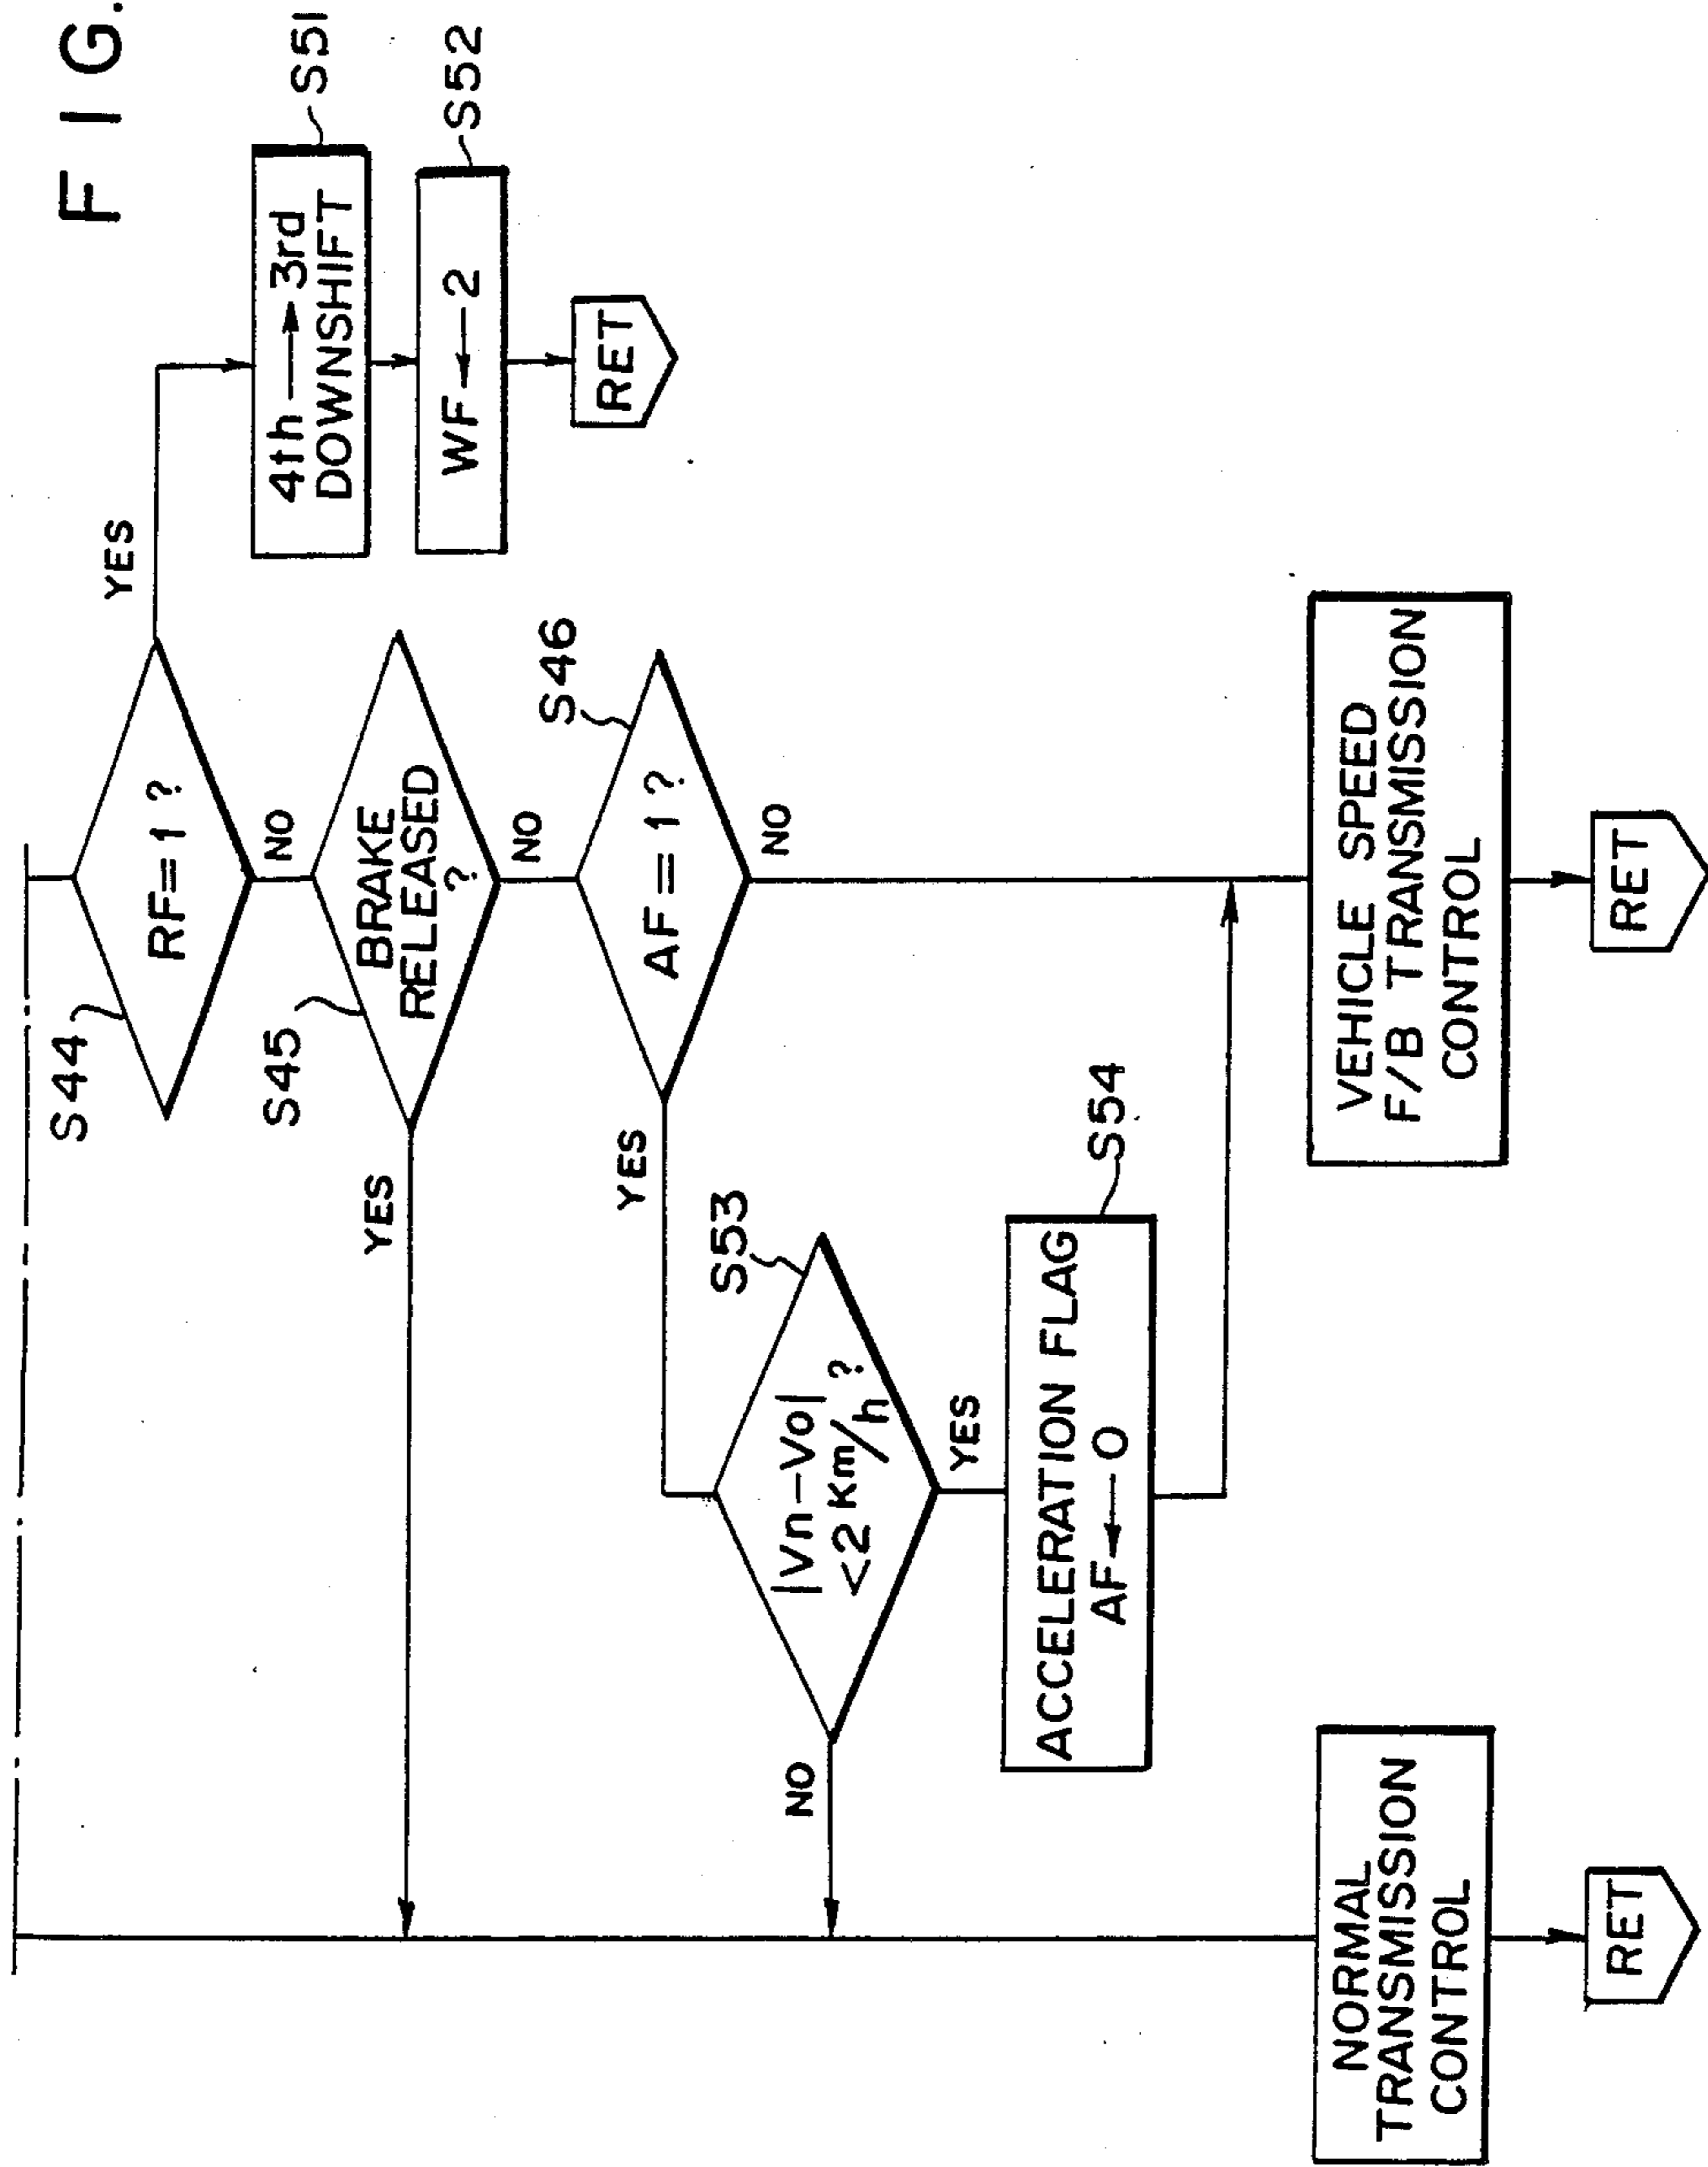 FIG.
S44
RF=1?
YES
NO
4th→3rd
DOWNSHIFT
S51
WF←2
S52
RET
S45
BRAKE
RELEASED
?
YES
NO
S46
AF=1?
YES
NO
S53
|Vn-Vo|
<2 Km/h ?
NO
YES
ACCELERATION FLAG
AF←0
S54
NORMAL
TRANSMISSION
CONTROL
RET
VEHICLE SPEED
F/B TRANSMISSION
CONTROL
RET